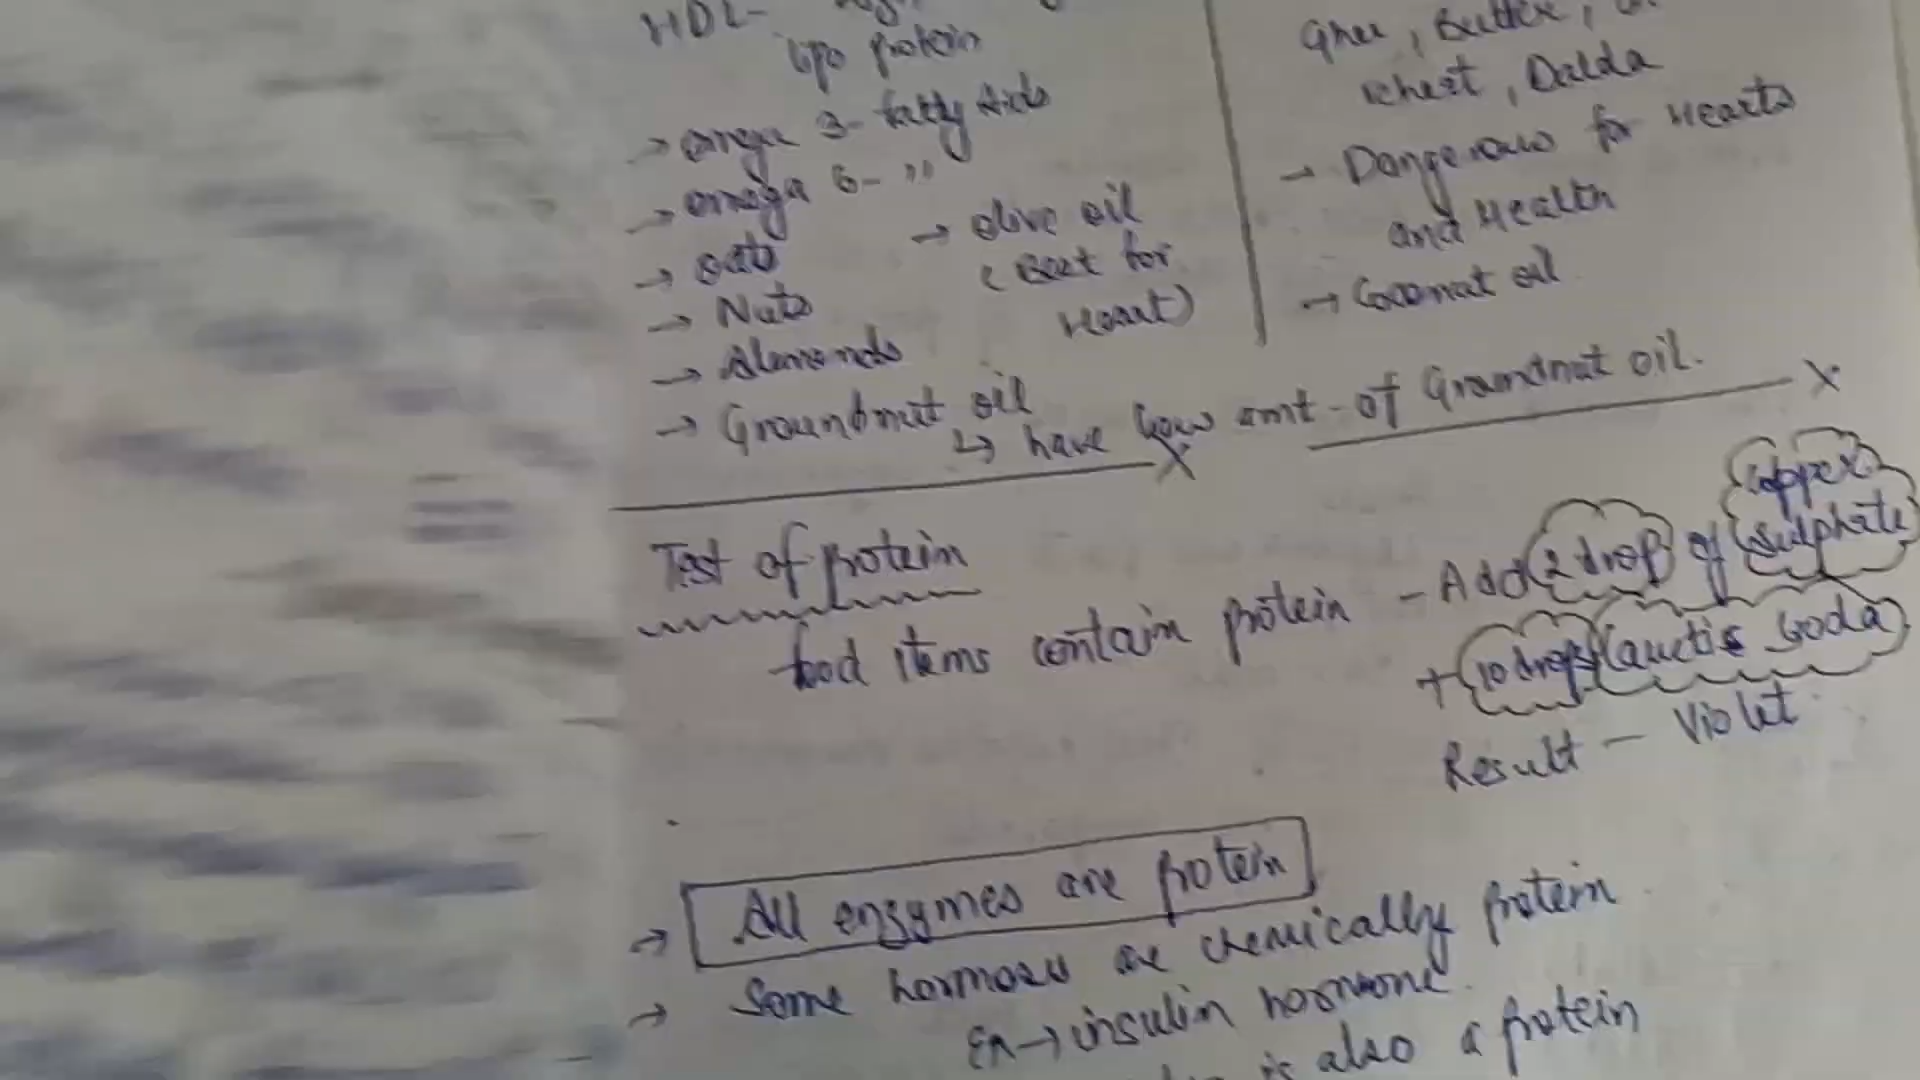 HDL-
lipo protein
→ omega 3- fatty Aids
→ omega 6- "
→ oats
→ Nuts
→ Alamonds
→ Groundnut oil
↳ have low amt. of Groundnut oil.
→ olive oil
(Best for
Heart)
Ghee, Butter,
, Dalda
→ Dangerous for Hearts
and Health
→ Coconut oil
Test of protein
food items contain protein - Add 2 drop of Copper sulphate
+ 10 drops Cauctis Soda
Result - Violet
→ All enzymes are protein
→ Some hormones are chemically protein
Ex → insulin hormone.
is also a protein